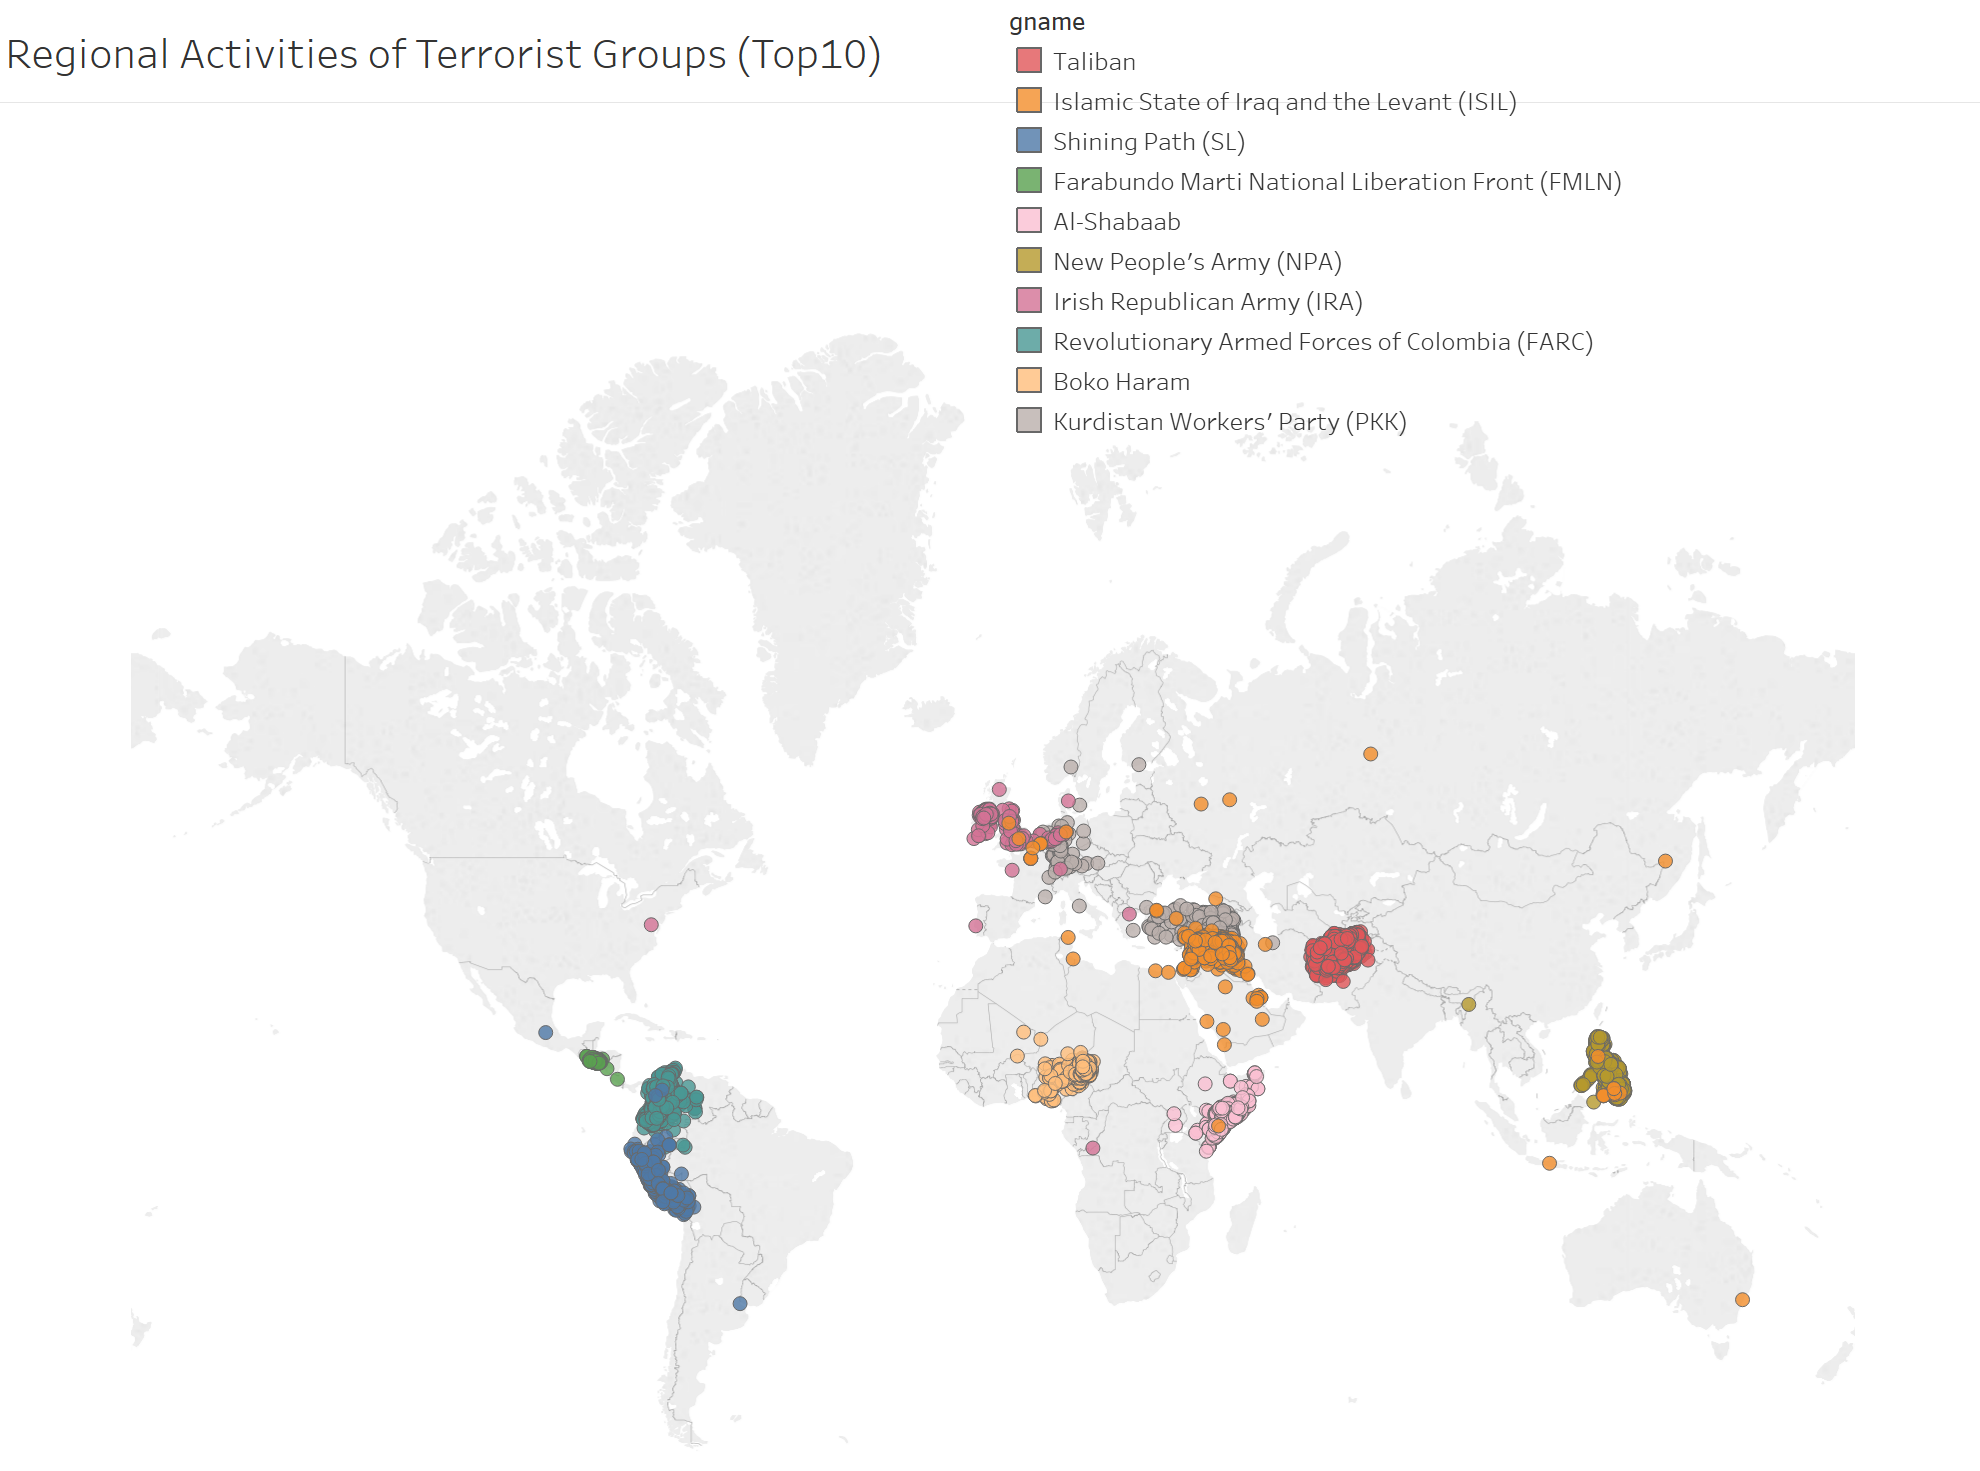 Regional Activities of Terrorist Groups (Top10)
gname
Taliban
Islamic State of Iraq and the Levant (ISIL)
Shining Path (SL)
Farabundo Marti National Liberation Front (FMLN)
Al-Shabaab
New People's Army (NPA)
Irish Republican Army (IRA)
Revolutionary Armed Forces of Colombia (FARC)
Boko Haram
Kurdistan Workers' Party (PKK)